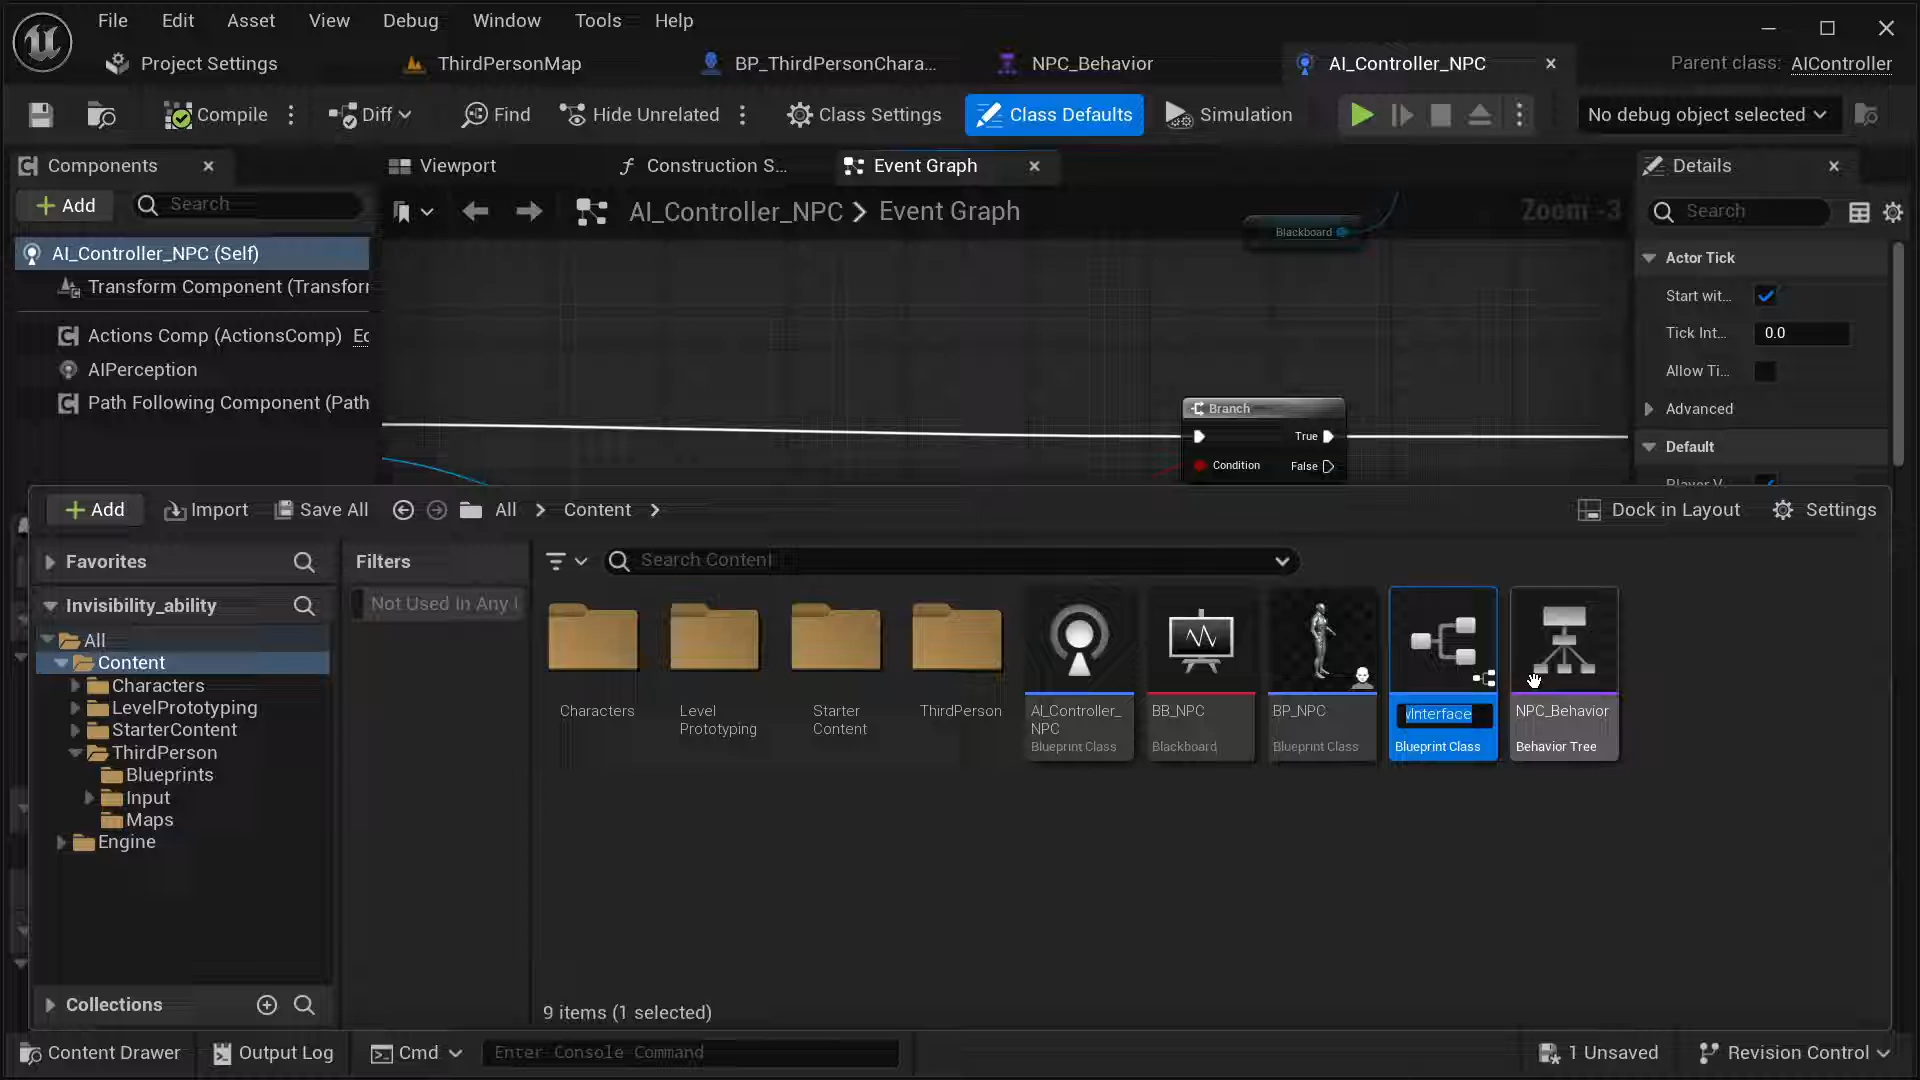 File Edit Asset View Debug Window Tools Help
Project Settings ThirdPersonMap BP_ThirdPersonChara... NPC_Behavior AI_Controller_NPC Parent class: AIController
Compile Diff Find Hide Unrelated Class Settings Class Defaults Simulation No debug object selected
Components Viewport Construction S... Event Graph Details
Add Search AI_Controller_NPC Event Graph Zoom -3 Search
Blackboard
AI_Controller_NPC (Self)
Transform Component (Transfor
Actions Comp (ActionsComp) Ec
AIPerception
Path Following Component (Path
Branch
True
Condition False
Actor Tick
Start wit...
Tick Int... 0.0
Allow Ti...
Advanced
Default
Add Import Save All All Content Dock in Layout Settings
Favorites Filters Search Content
Invisibility_ability Not Used In Any
All
Content
Characters
LevelPrototyping
StarterContent
ThirdPerson
Blueprints
Input
Maps
Engine
Characters
Level
Prototyping
Starter
Content
ThirdPerson
AI_Controller_
NPC
Blueprint Class
BB_NPC
Blackboard
BP_NPC
Blueprint Class
wInterface
Blueprint Class
NPC_Behavior
Behavior Tree
Collections 9 items (1 selected)
Content Drawer Output Log Cmd Enter Console Command 1 Unsaved Revision Control